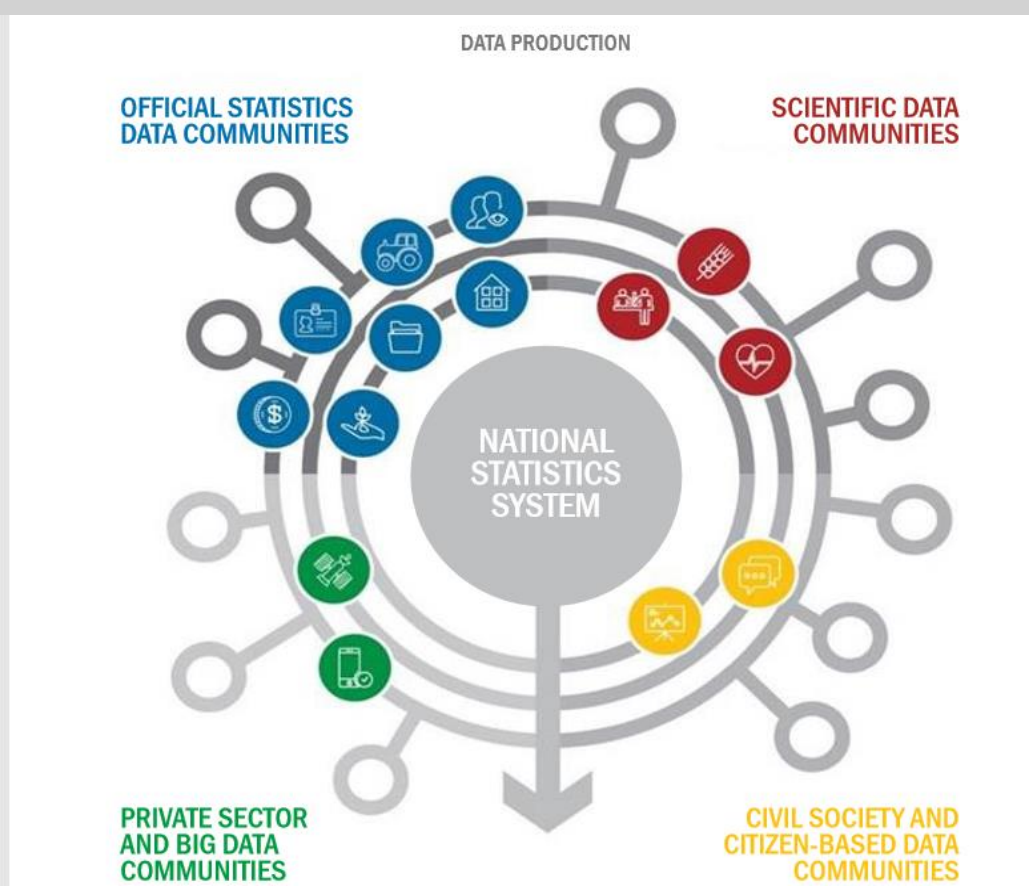 DATA PRODUCTION
OFFICIAL STATISTICS
DATA COMMUNITIES
SCIENTIFIC DATA
COMMUNITIES
$
NATIONAL
STATISTICS
SYSTEM
PRIVATE SECTOR
AND BIG DATA
COMMUNITIES
CIVIL SOCIETY AND
CITIZEN-BASED DATA
COMMUNITIES